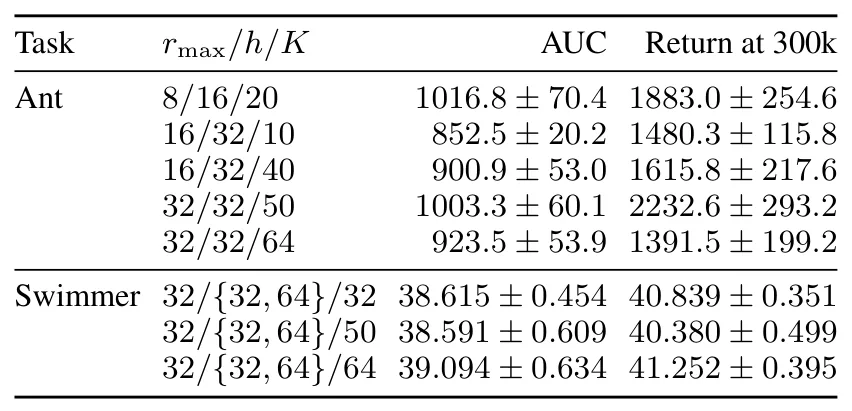 Task r_max/h/K AUC Return at 300k
Ant 8/16/20 1016.8 ± 70.4 1883.0 ± 254.6
16/32/10 852.5 ± 20.2 1480.3 ± 115.8
16/32/40 900.9 ± 53.0 1615.8 ± 217.6
32/32/50 1003.3 ± 60.1 2232.6 ± 293.2
32/32/64 923.5 ± 53.9 1391.5 ± 199.2
Swimmer 32/{32, 64}/32 38.615 ± 0.454 40.839 ± 0.351
32/{32, 64}/50 38.591 ± 0.609 40.380 ± 0.499
32/{32, 64}/64 39.094 ± 0.634 41.252 ± 0.395